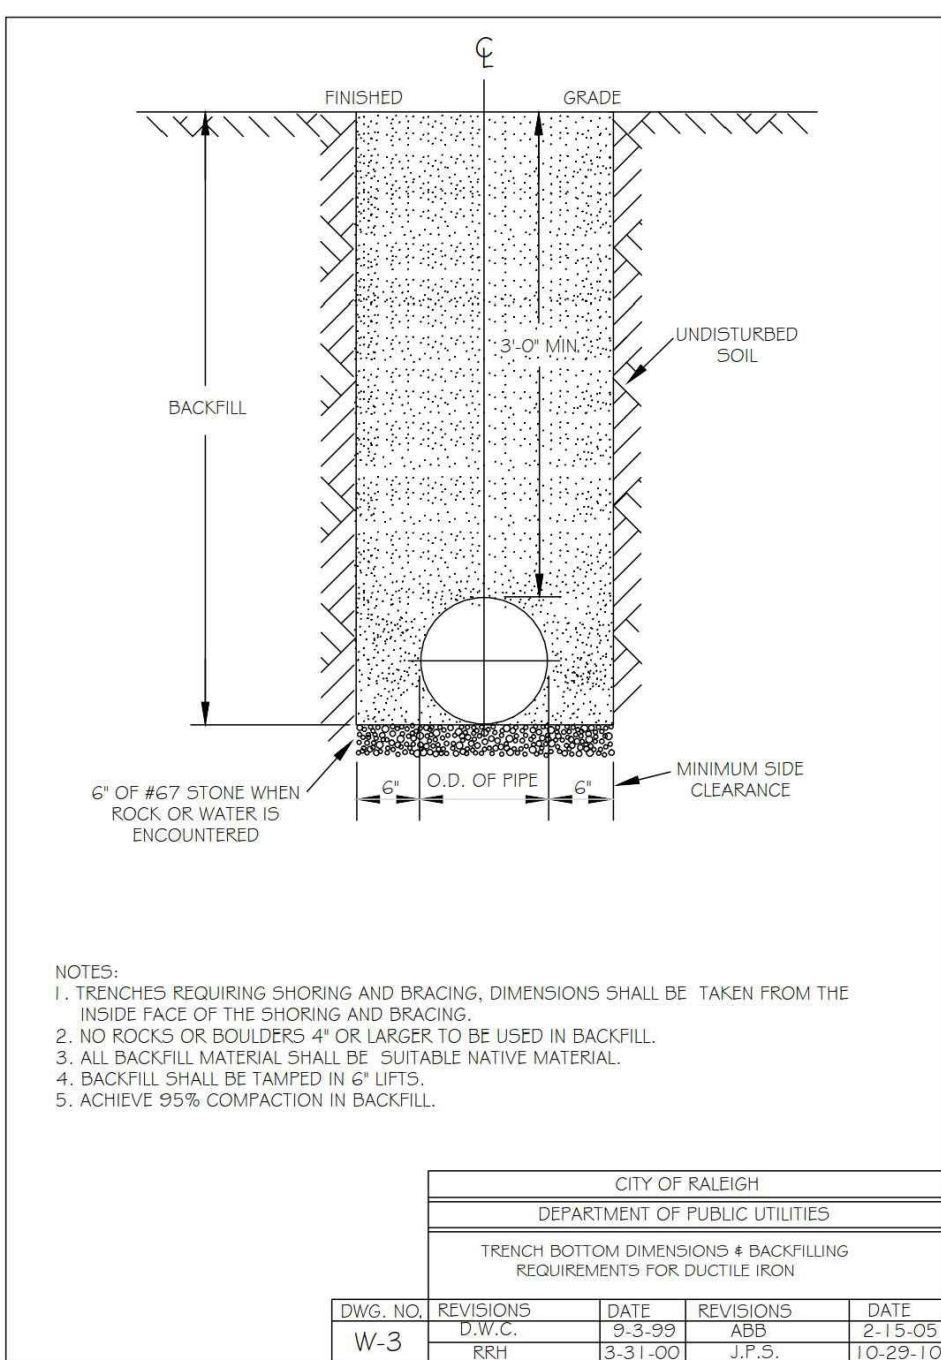 ℄
FINISHED GRADE
3'-0" MIN.
UNDISTURBED
SOIL
BACKFILL
6" OF #67 STONE WHEN
ROCK OR WATER IS
ENCOUNTERED
6" O.D. OF PIPE 6"
MINIMUM SIDE
CLEARANCE
NOTES:
1. TRENCHES REQUIRING SHORING AND BRACING, DIMENSIONS SHALL BE TAKEN FROM THE
INSIDE FACE OF THE SHORING AND BRACING.
2. NO ROCKS OR BOULDERS 4" OR LARGER TO BE USED IN BACKFILL.
3. ALL BACKFILL MATERIAL SHALL BE SUITABLE NATIVE MATERIAL.
4. BACKFILL SHALL BE TAMPED IN 6" LIFTS.
5. ACHIEVE 95% COMPACTION IN BACKFILL.
CITY OF RALEIGH
DEPARTMENT OF PUBLIC UTILITIES
TRENCH BOTTOM DIMENSIONS & BACKFILLING
REQUIREMENTS FOR DUCTILE IRON
DWG. NO. REVISIONS DATE REVISIONS DATE
W-3 D.W.C. 9-3-99 ABB 2-15-05
RRH 3-31-00 J.P.S. 10-29-10